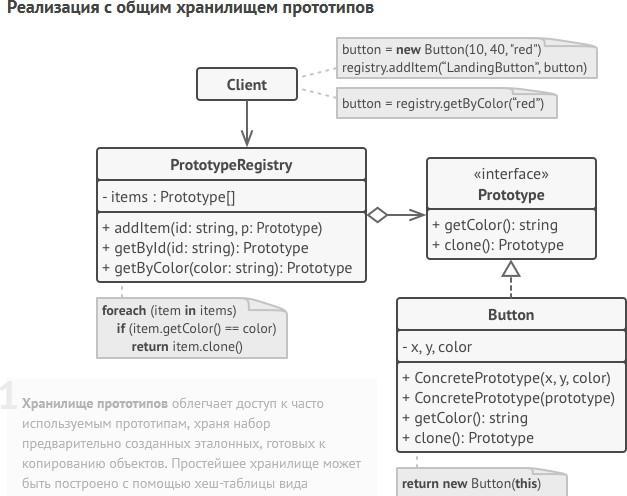 Реализация с общим хранилищем прототипов
button = new Button(10, 40, "red")
registry.addItem(“LandingButton”, button)
Client
button = registry.getByColor(“red”)
PrototypeRegistry
- items : Prototype[]
+ addItem(id: string, p: Prototype)
+ getById(id: string): Prototype
+ getByColor(color: string): Prototype
«interface»
Prototype
+ getColor(): string
+ clone(): Prototype
foreach (item in items)
if (item.getColor() == color)
return item.clone()
Button
- x, y, color
+ ConcretePrototype(x, y, color)
+ ConcretePrototype(prototype)
+ getColor(): string
+ clone(): Prototype
return new Button(this)
1
Хранилище прототипов облегчает доступ к часто
используемым прототипам, храня набор
предварительно созданных эталонных, готовых к
копированию объектов. Простейшее хранилище может
быть построено с помощью хеш-таблицы вида